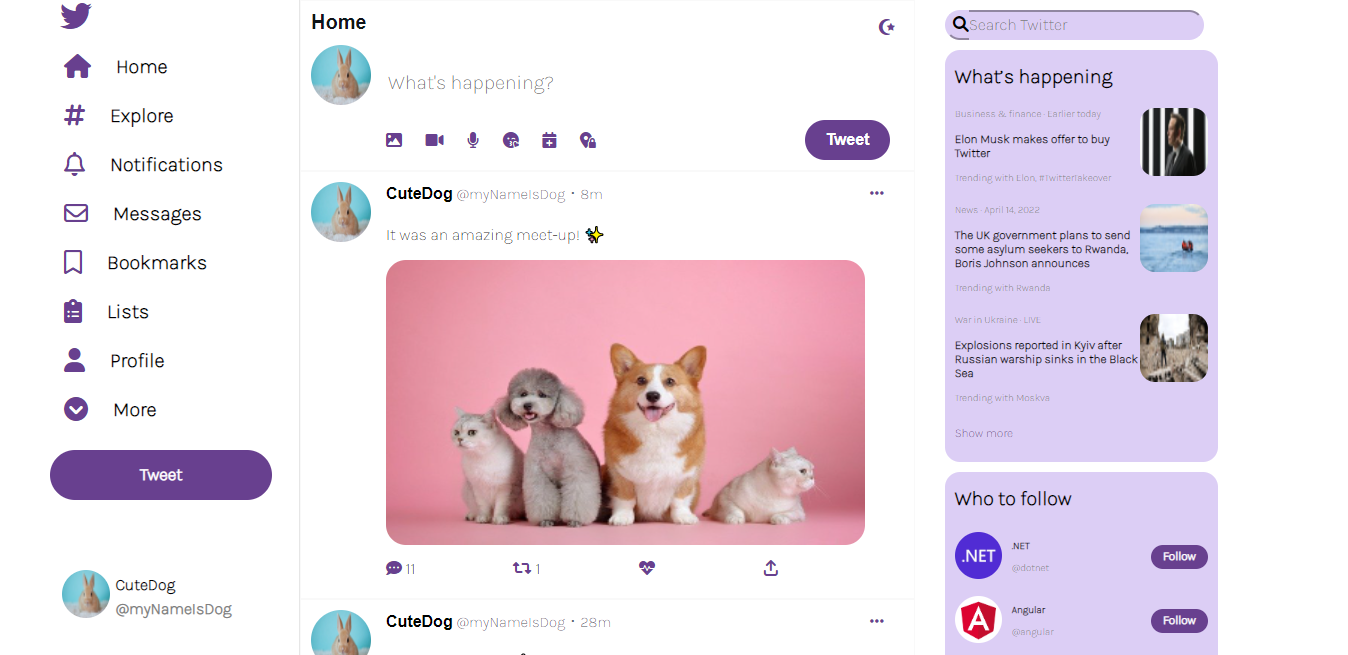 Home
Explore
Notifications
Messages
Bookmarks
Lists
Profile
More
Tweet
CuteDog
@myNameIsDog
Home
What's happening?
Tweet
CuteDog @myNameIsDog · 8m
It was an amazing meet-up! ✨
11
1
CuteDog @myNameIsDog · 28m
Search Twitter
What's happening
Business & finance · Earlier today
Elon Musk makes offer to buy
Twitter
Trending with Elon, #TwitterTakeover
News · April 14, 2022
The UK government plans to send
some asylum seekers to Rwanda,
Boris Johnson announces
Trending with Rwanda
War in Ukraine · LIVE
Explosions reported in Kyiv after
Russian warship sinks in the Black
Sea
Trending with Moskva
Show more
Who to follow
.NET
.NET
@dotnet
Follow
A
Angular
@angular
Follow